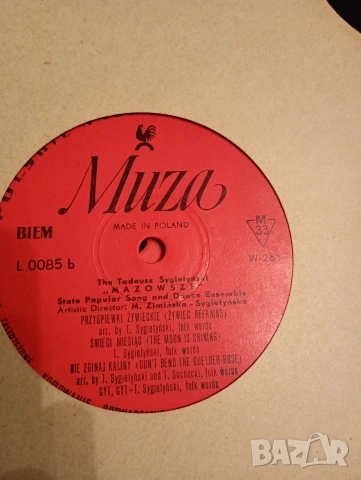 Muza
MADE IN POLAND
BIEM
M
33
L 0085 b
W-26
The Tadeusz Sygietyński
„MAZOWSZE”
State Popular Song and Dance Ensemble
Artistic Director: M. Zimińska - Sygietyńska
PRZYŚPIEWKI ŻYWIECKIE (ŻYWIEC REFRAINS)
arr. by T. Sygietyński, folk words
ŚWIECI MIESIĄC (THE MOON IS SHINING)
T. Sygietyński, folk words
NIE ZGINAJ KALINY (DON'T BEND THE GUELDER-ROSE)
arr. by T. Sygietyński and T. Suchocki, folk words
CYT, CYT - T. Sygietyński, folk words
bazar.bg